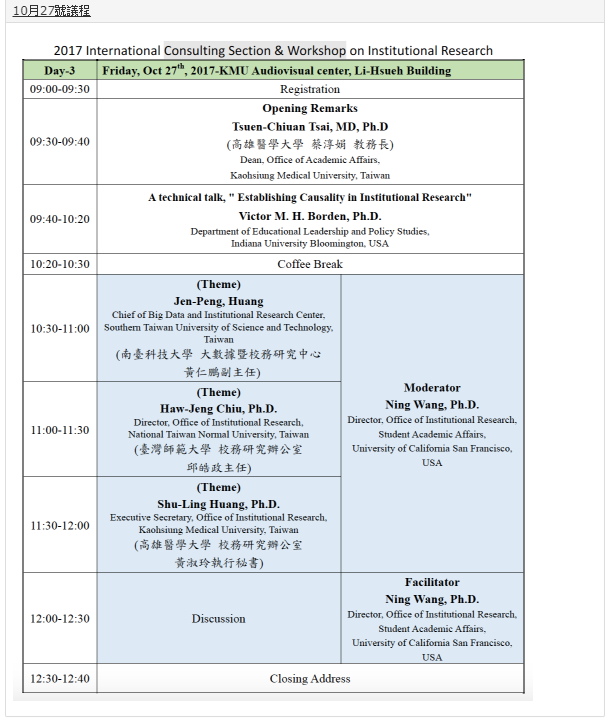 10月27號議程
2017 International Consulting Section & Workshop on Institutional Research
Day-3
Friday, Oct 27th, 2017-KMU Audiovisual center, Li-Hsueh Building
09:00-09:30
Registration
09:30-09:40
Opening Remarks
Tsuen-Chiuan Tsai, MD, Ph.D
(高雄醫學大學 蔡淳娟 教務長)
Dean, Office of Academic Affairs,
Kaohsiung Medical University, Taiwan
09:40-10:20
A technical talk, " Establishing Causality in Institutional Research"
Victor M. H. Borden, Ph.D.
Department of Educational Leadership and Policy Studies,
Indiana University Bloomington, USA
10:20-10:30
Coffee Break
10:30-11:00
(Theme)
Jen-Peng, Huang
Chief of Big Data and Institutional Research Center,
Southern Taiwan University of Science and Technology,
Taiwan
(南臺科技大學 大數據暨校務研究中心
黃仁鵬副主任)
11:00-11:30
(Theme)
Haw-Jeng Chiu, Ph.D.
Director, Office of Institutional Research,
National Taiwan Normal University, Taiwan
(臺灣師範大學 校務研究辦公室
邱皓政主任)
11:30-12:00
(Theme)
Shu-Ling Huang, Ph.D.
Executive Secretary, Office of Institutional Research,
Kaohsiung Medical University, Taiwan
(高雄醫學大學 校務研究辦公室
黃淑玲執行秘書)
Moderator
Ning Wang, Ph.D.
Director, Office of Institutional Research,
Student Academic Affairs,
University of California San Francisco,
USA
12:00-12:30
Discussion
Facilitator
Ning Wang, Ph.D.
Director, Office of Institutional Research,
Student Academic Affairs,
University of California San Francisco,
USA
12:30-12:40
Closing Address